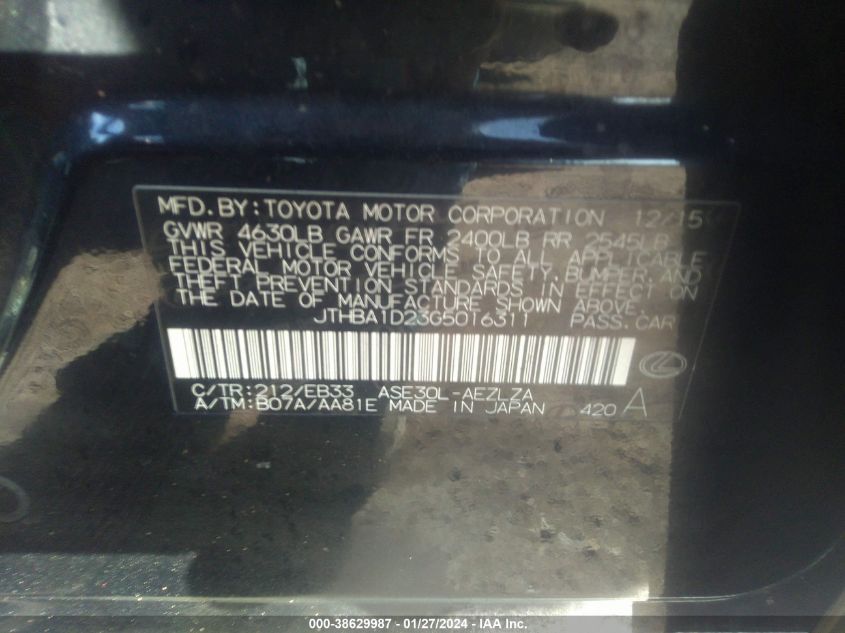 MFD. BY: TOYOTA MOTOR CORPORATION 12/15
GVWR 4630LB GAWR FR 2400LB RR 2545LB
THIS VEHICLE CONFORMS TO ALL APPLICABLE
FEDERAL MOTOR VEHICLE SAFETY, BUMPER, AND
THEFT PREVENTION STANDARDS IN EFFECT ON
THE DATE OF MANUFACTURE SHOWN ABOVE.
JTHBA1D23G5016311 PASS. CAR
C/TR: 212/EB33 ASE30L-AEZLZA
A/TM: B07A/AA81E MADE IN JAPAN 420 A
000-38629987 - 01/27/2024 - IAA Inc.